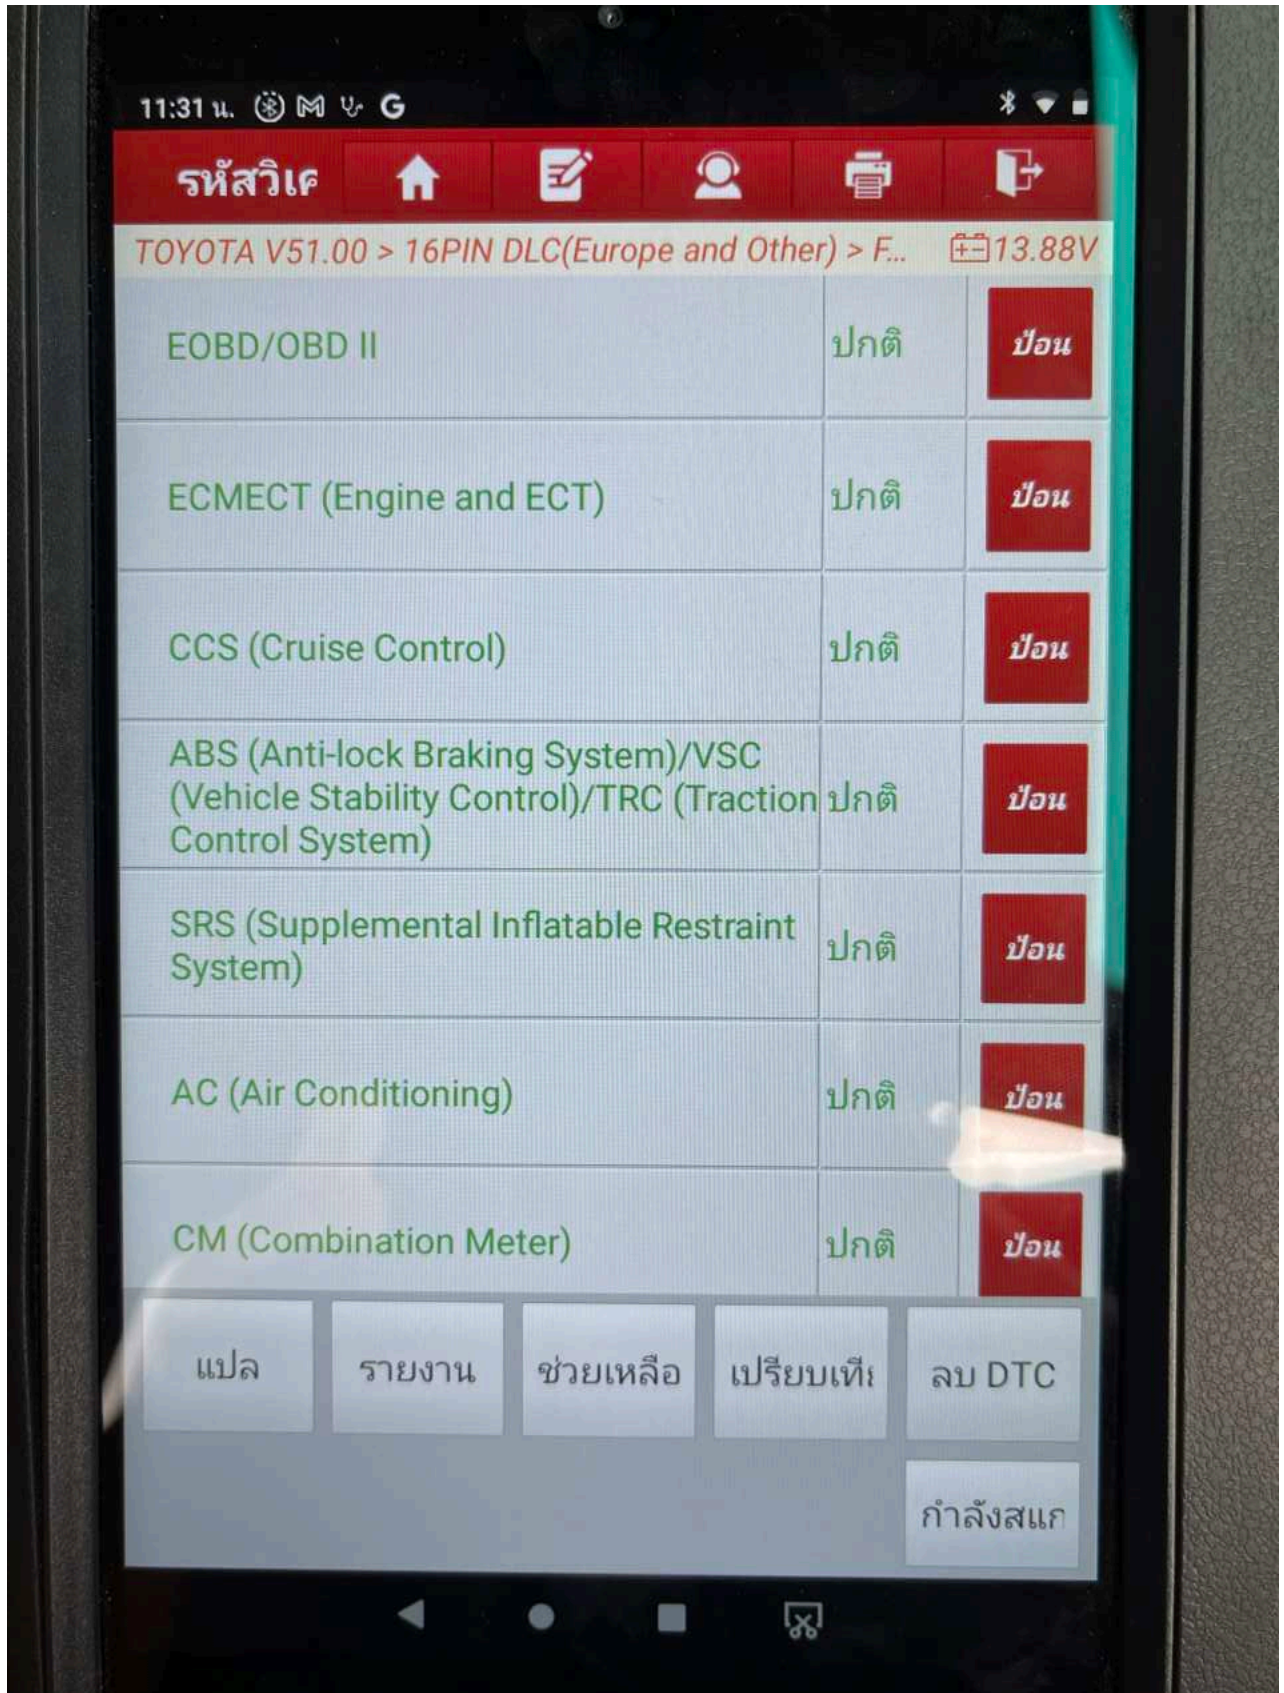 11:31 น. G
รหัสวิเค
TOYOTA V51.00 > 16PIN DLC(Europe and Other) > F... 13.88V
EOBD/OBD II ปกติ ป้อน
ECMECT (Engine and ECT) ปกติ ป้อน
CCS (Cruise Control) ปกติ ป้อน
ABS (Anti-lock Braking System)/VSC
(Vehicle Stability Control)/TRC (Traction ปกติ ป้อน
Control System)
SRS (Supplemental Inflatable Restraint
System) ปกติ ป้อน
AC (Air Conditioning) ปกติ ป้อน
CM (Combination Meter) ปกติ ป้อน
แปล รายงาน ช่วยเหลือ เปรียบเที ลบ DTC
กำลังสแก